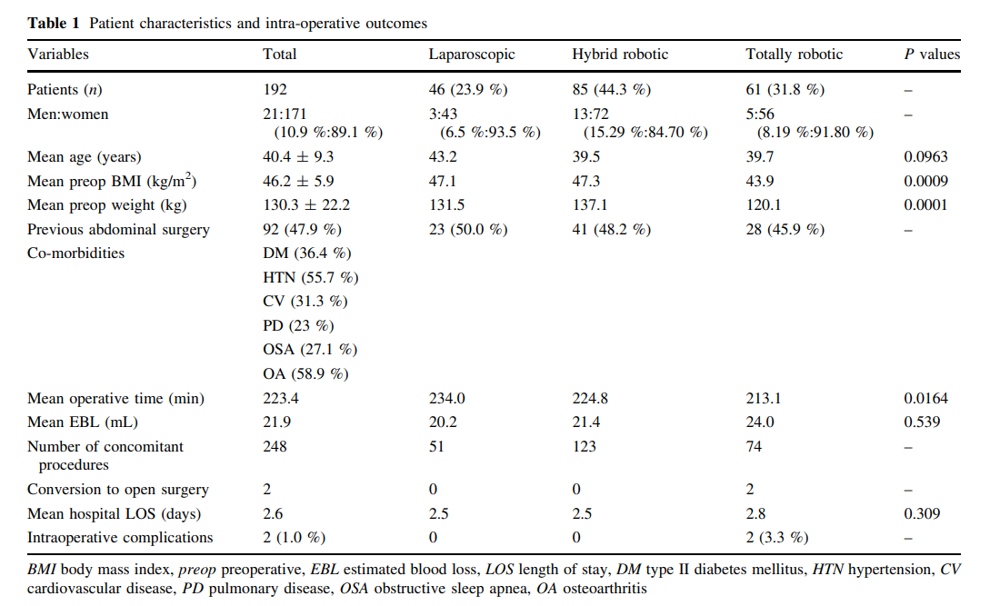 Table 1 Patient characteristics and intra-operative outcomes
Variables Total Laparoscopic Hybrid robotic Totally robotic P values
Patients (n) 192 46 (23.9 %) 85 (44.3 %) 61 (31.8 %) –
Men:women 21:171 3:43 13:72 5:56 –
(10.9 %:89.1 %) (6.5 %:93.5 %) (15.29 %:84.70 %) (8.19 %:91.80 %)
Mean age (years) 40.4 ± 9.3 43.2 39.5 39.7 0.0963
Mean preop BMI (kg/m²) 46.2 ± 5.9 47.1 47.3 43.9 0.0009
Mean preop weight (kg) 130.3 ± 22.2 131.5 137.1 120.1 0.0001
Previous abdominal surgery 92 (47.9 %) 23 (50.0 %) 41 (48.2 %) 28 (45.9 %) –
Co-morbidities DM (36.4 %)
HTN (55.7 %)
CV (31.3 %)
PD (23 %)
OSA (27.1 %)
OA (58.9 %)
Mean operative time (min) 223.4 234.0 224.8 213.1 0.0164
Mean EBL (mL) 21.9 20.2 21.4 24.0 0.539
Number of concomitant 248 51 123 74 –
procedures
Conversion to open surgery 2 0 0 2 –
Mean hospital LOS (days) 2.6 2.5 2.5 2.8 0.309
Intraoperative complications 2 (1.0 %) 0 0 2 (3.3 %) –
BMI body mass index, preop preoperative, EBL estimated blood loss, LOS length of stay, DM type II diabetes mellitus, HTN hypertension, CV
cardiovascular disease, PD pulmonary disease, OSA obstructive sleep apnea, OA osteoarthritis